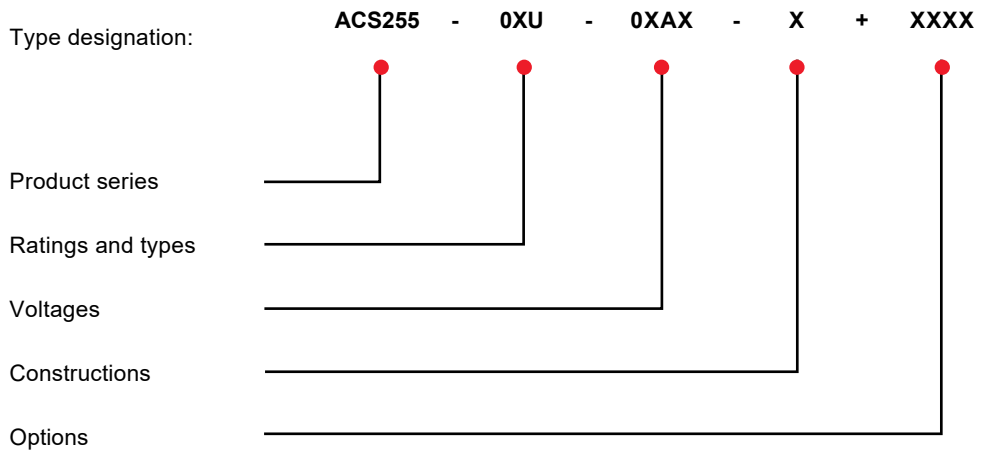 Type designation:
ACS255 - 0XU - 0XAX - X + XXXX
Product series
Ratings and types
Voltages
Constructions
Options